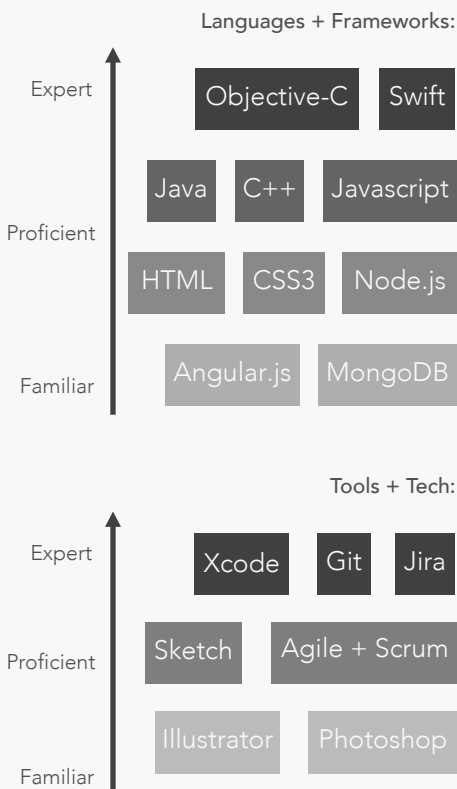 Languages + Frameworks:
Expert
Objective-C Swift
Java C++ Javascript
Proficient
HTML CSS3 Node.js
Angular.js MongoDB
Familiar
Tools + Tech:
Expert
Xcode Git Jira
Sketch Agile + Scrum
Proficient
Illustrator Photoshop
Familiar